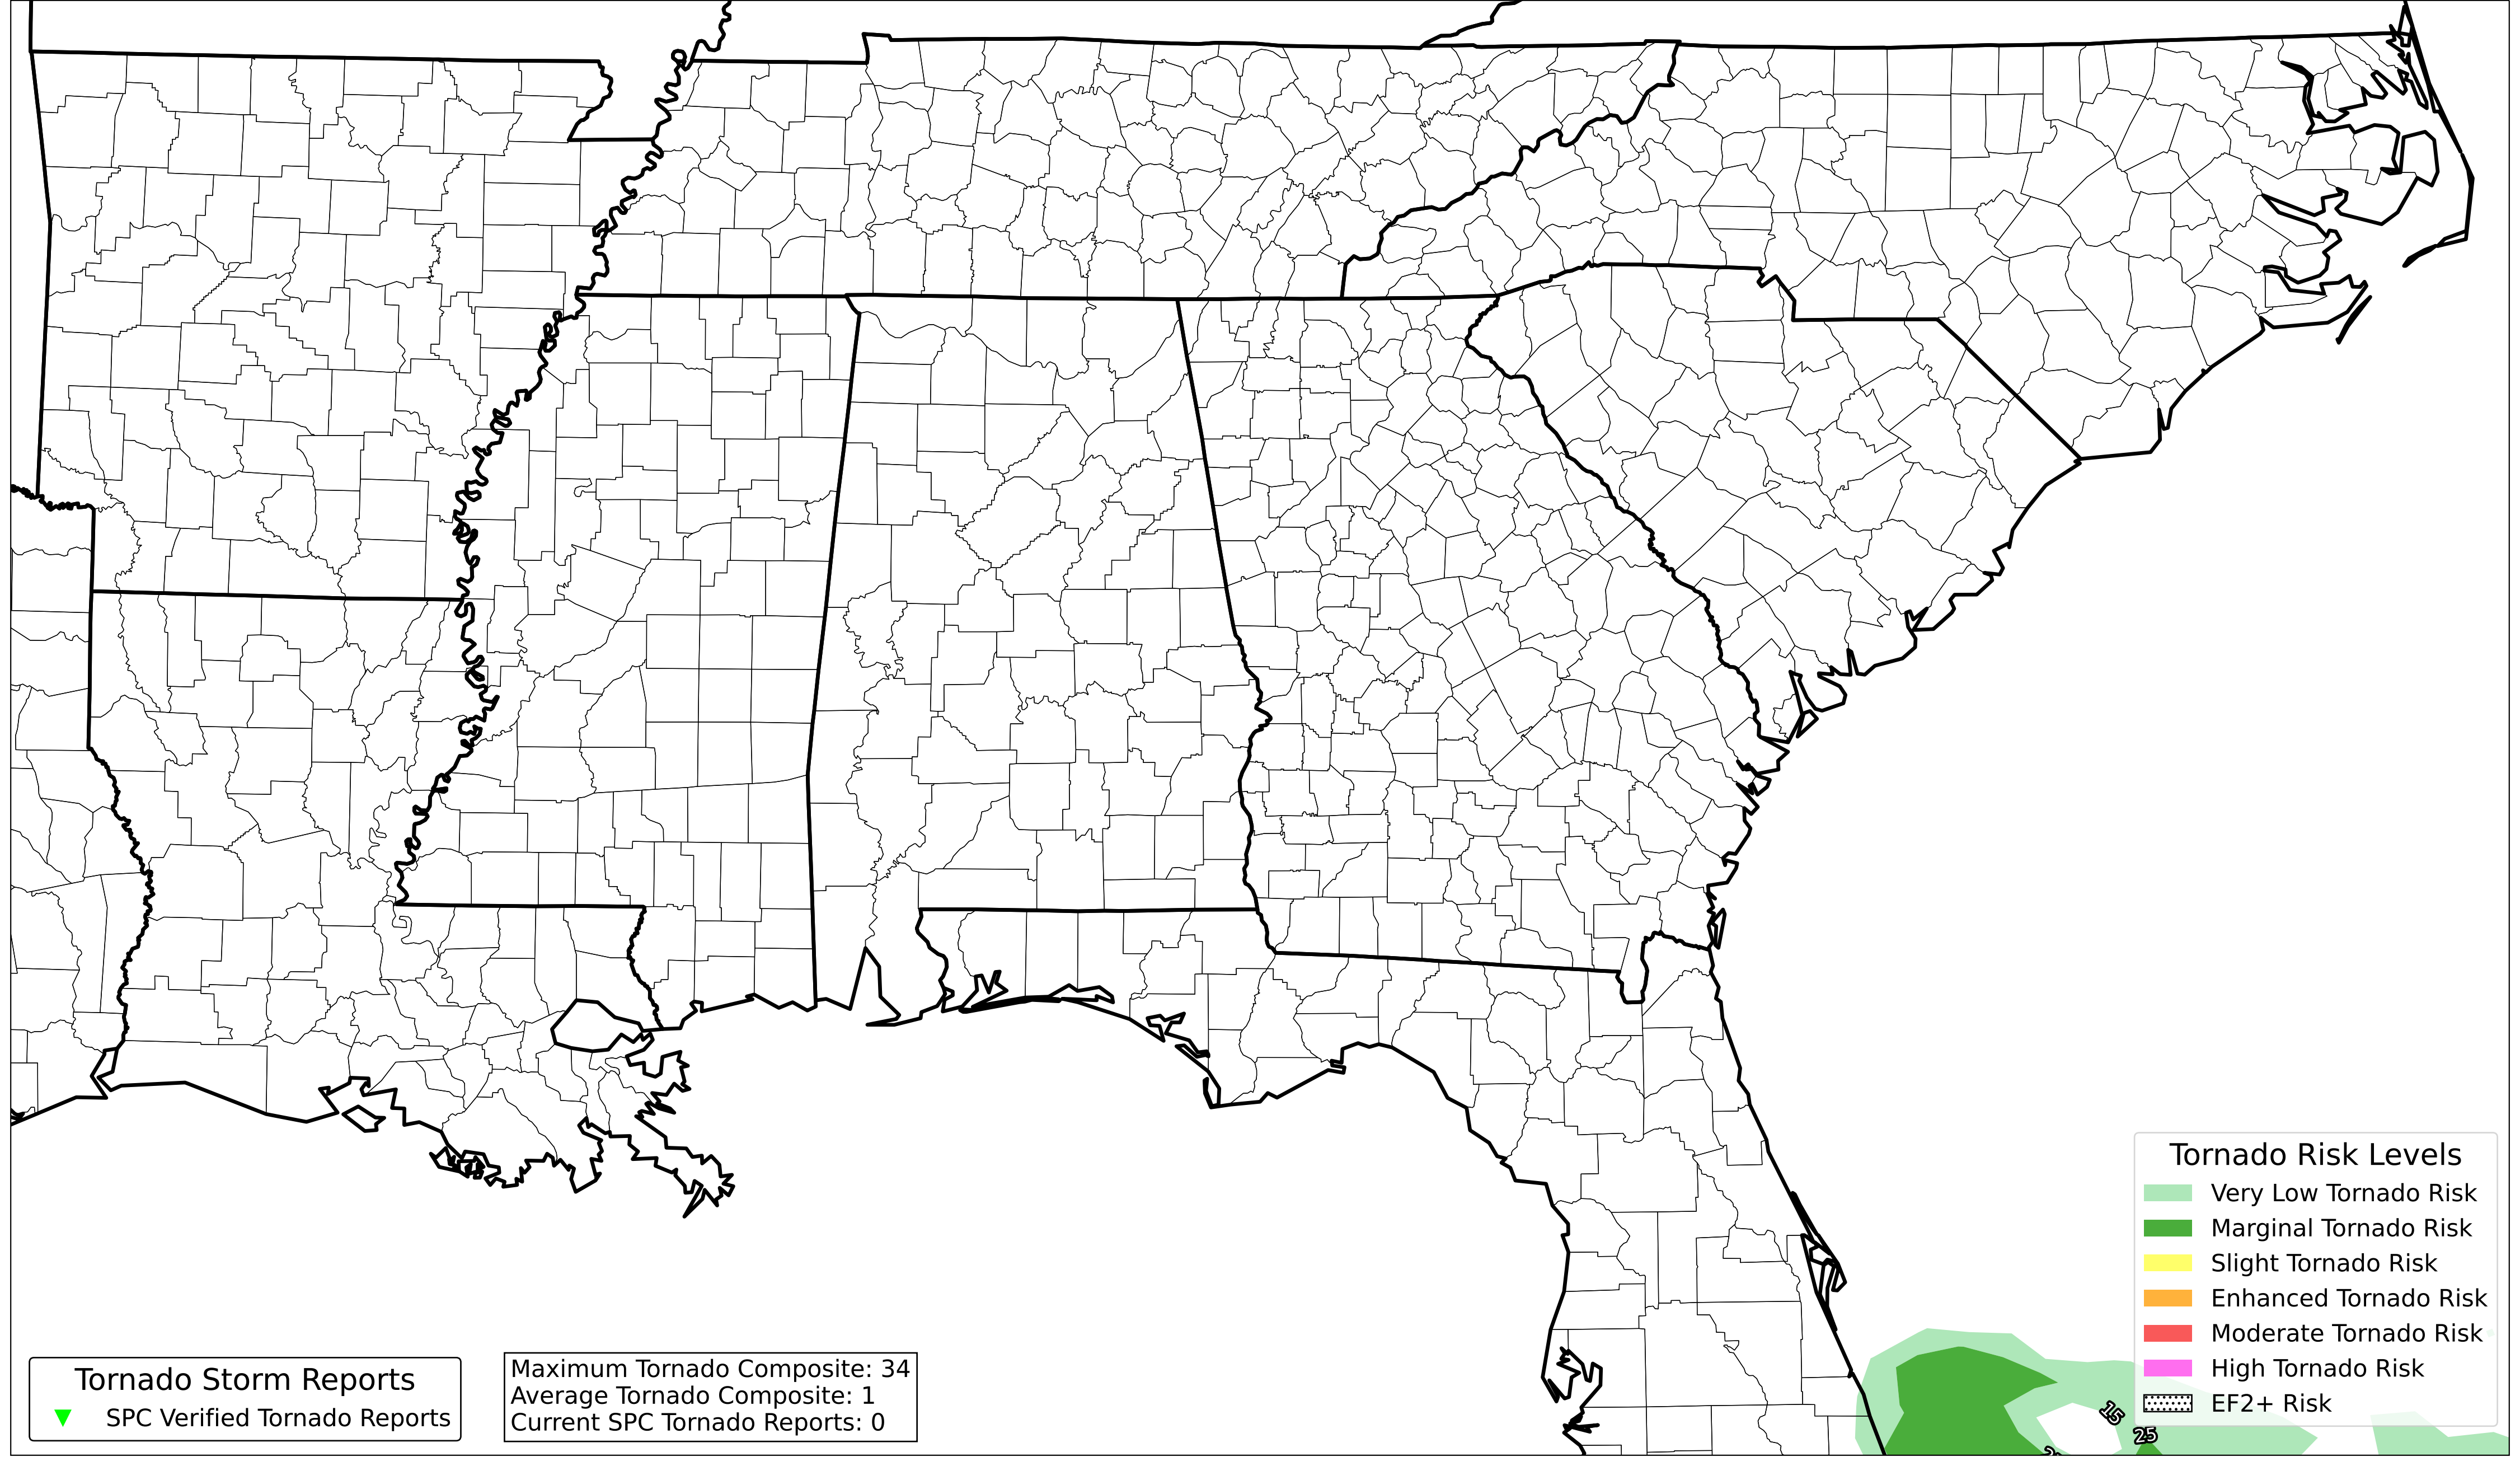 Tornado Risk Levels
Very Low Tornado Risk
Marginal Tornado Risk
Slight Tornado Risk
Enhanced Tornado Risk
Moderate Tornado Risk
High Tornado Risk
EF2+ Risk
Tornado Storm Reports
SPC Verified Tornado Reports
Maximum Tornado Composite: 34
Average Tornado Composite: 1
Current SPC Tornado Reports: 0
15
25